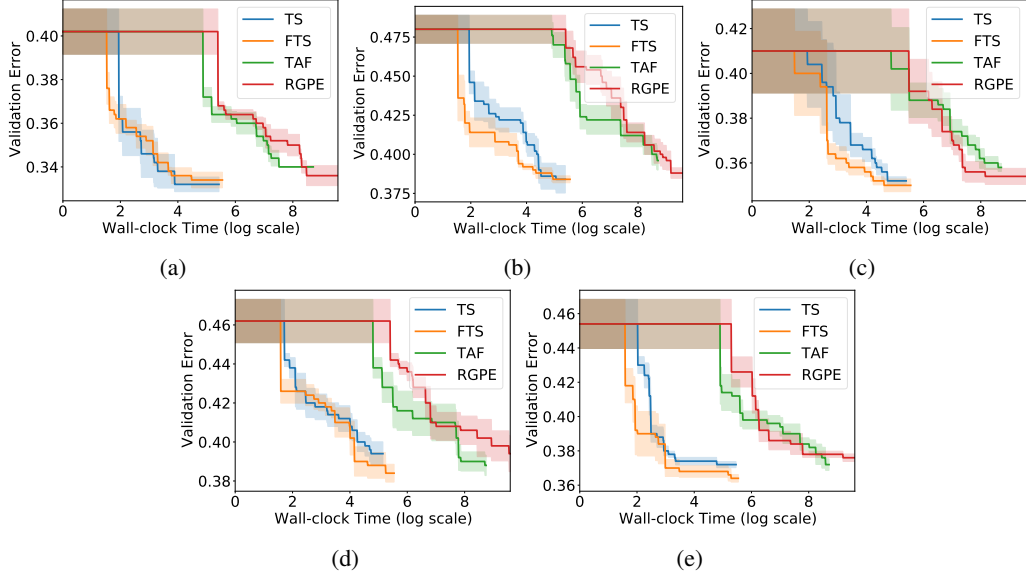 TS
FTS
TAF
RGPE
0.40
0.38
0.36
0.34
Validation Error
0 2 4 6 8
Wall-clock Time (log scale)
(a)
TS
FTS
TAF
RGPE
0.475
0.450
0.425
0.400
0.375
Validation Error
0 2 4 6 8
Wall-clock Time (log scale)
(b)
TS
FTS
TAF
RGPE
0.42
0.40
0.38
0.36
Validation Error
0 2 4 6 8
Wall-clock Time (log scale)
(c)
TS
FTS
TAF
RGPE
0.46
0.44
0.42
0.40
0.38
Validation Error
0 2 4 6 8
Wall-clock Time (log scale)
(d)
TS
FTS
TAF
RGPE
0.46
0.44
0.42
0.40
0.38
0.36
Validation Error
0 2 4 6 8
Wall-clock Time (log scale)
(e)